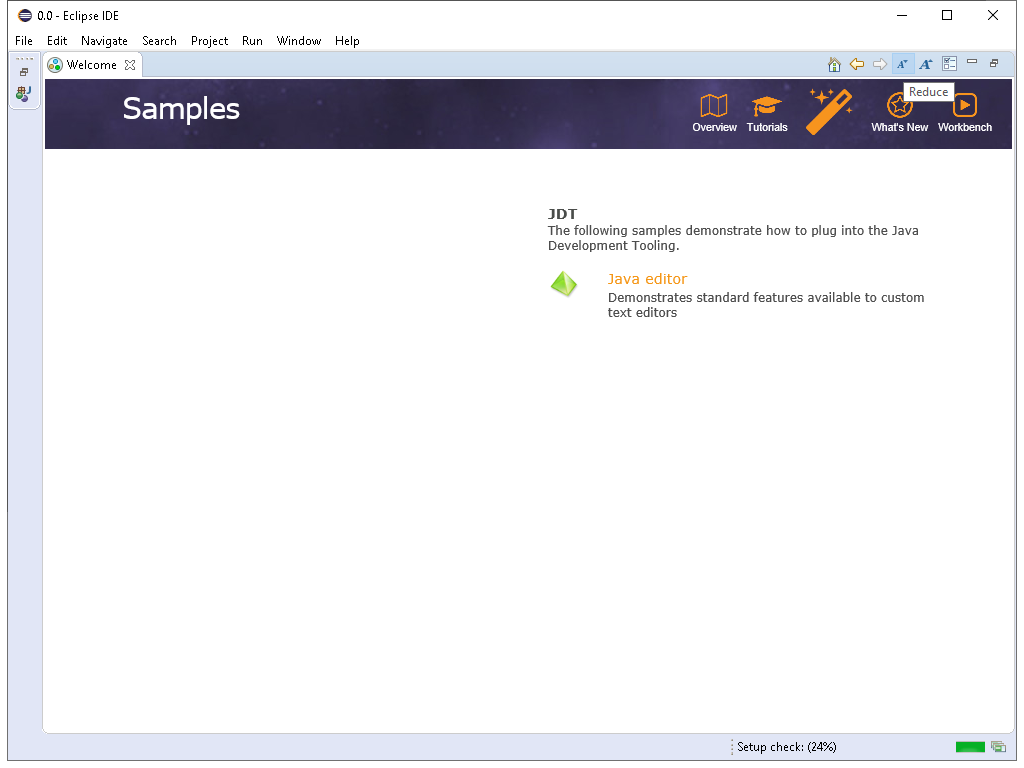 0.0 - Eclipse IDE
File Edit Navigate Search Project Run Window Help
Welcome
Reduce
Samples
Overview Tutorials What's New Workbench
JDT
The following samples demonstrate how to plug into the Java
Development Tooling.
Java editor
Demonstrates standard features available to custom
text editors
Setup check: (24%)